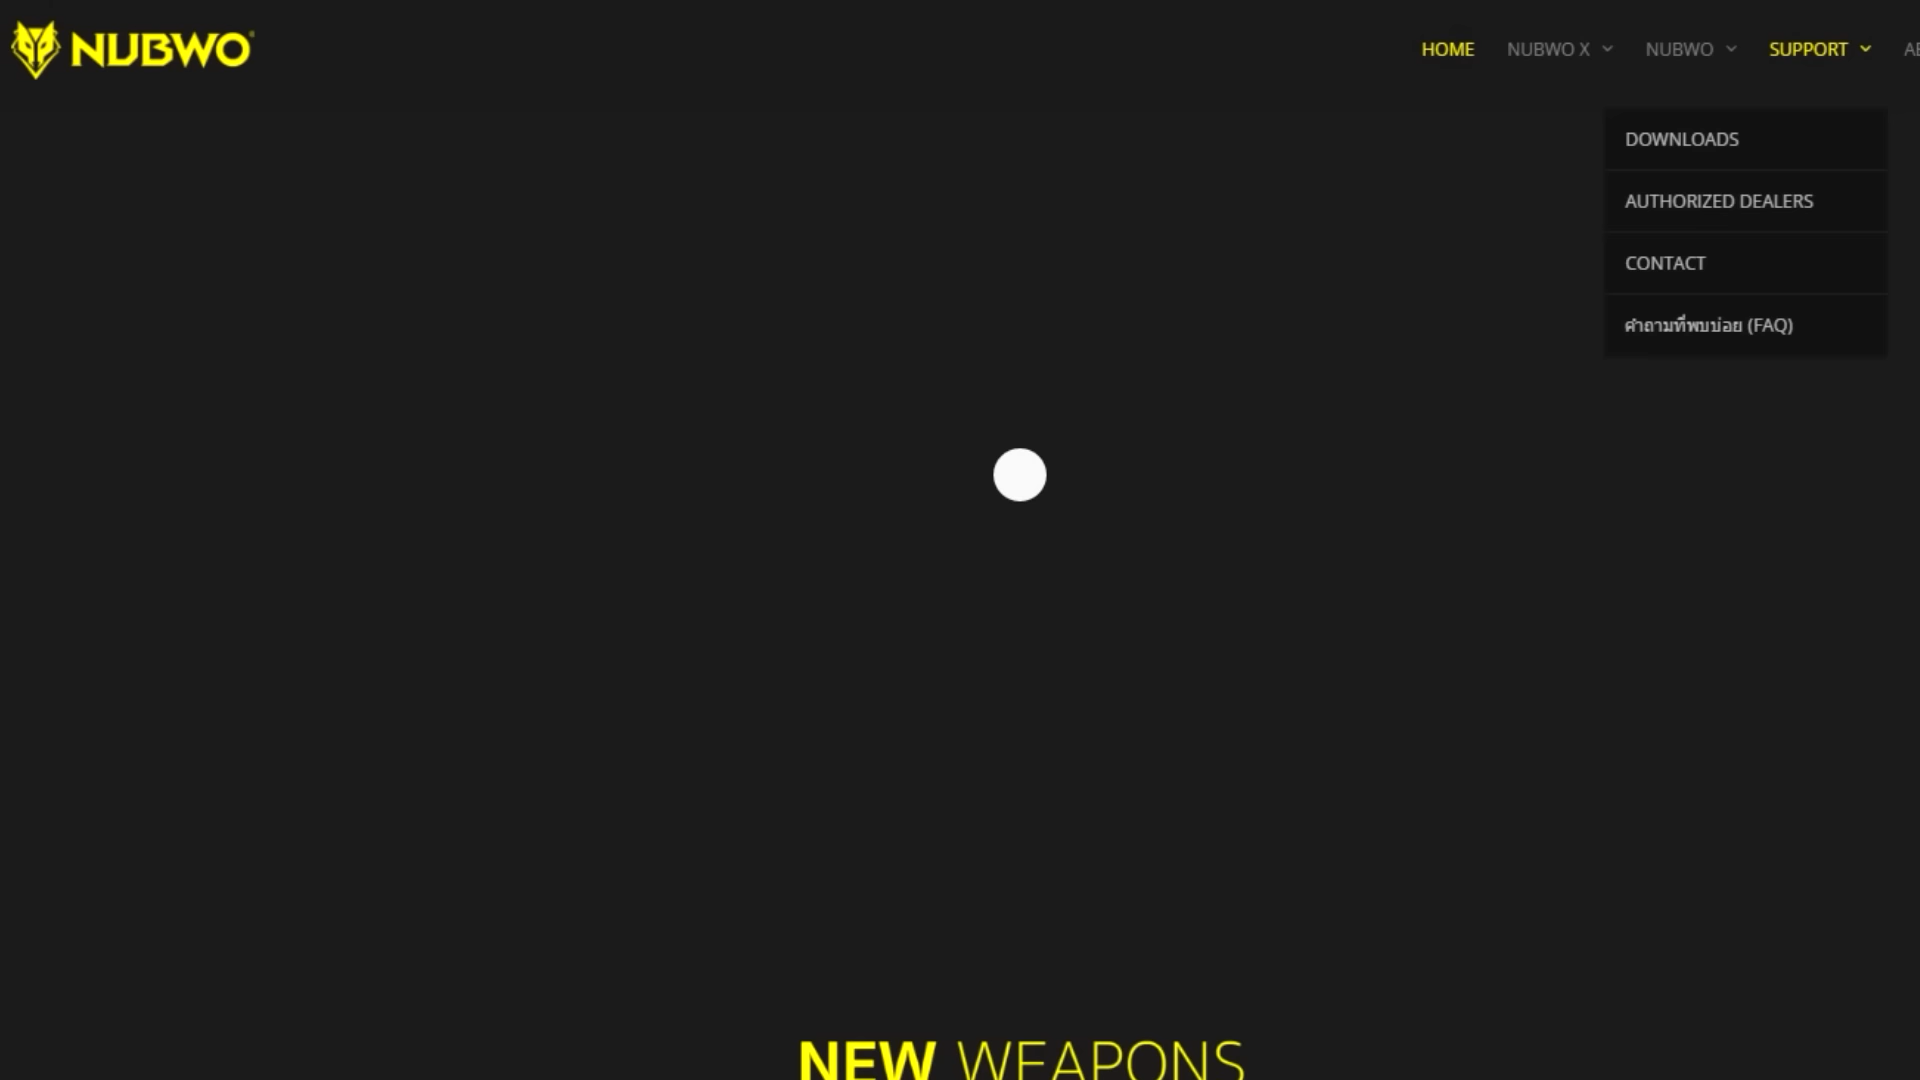 NUBWO
HOME NUBWO X NUBWO SUPPORT
DOWNLOADS
AUTHORIZED DEALERS
CONTACT
คำถามที่พบบ่อย (FAQ)
NEW WEAPONS